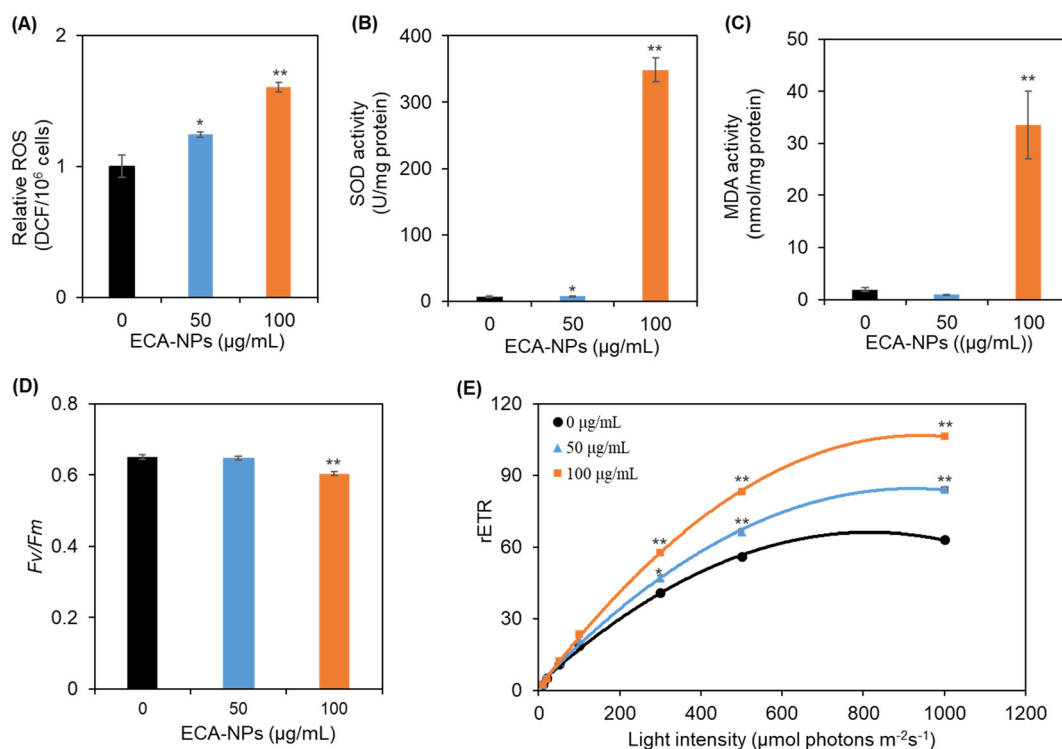 (A)
2
1
0
Relative ROS
(DCF/10⁶ cells)
*
**
0 50 100
ECA-NPs (µg/mL)
(B)
400
300
200
100
0
SOD activity
(U/mg protein)
*
**
0 50 100
ECA-NPs (µg/mL)
(C)
50
40
30
20
10
0
MDA activity
(nmol/mg protein)
**
0 50 100
ECA-NPs ((µg/mL))
(D)
0.8
0.6
0.4
0.2
0
Fv/Fm
**
0 50 100
ECA-NPs (µg/mL)
(E)
120
90
60
30
0
rETR
0 µg/mL
50 µg/mL
100 µg/mL
**
*
**
**
**
**
0 200 400 600 800 1000 1200
Light intensity (µmol photons m⁻²s⁻¹)